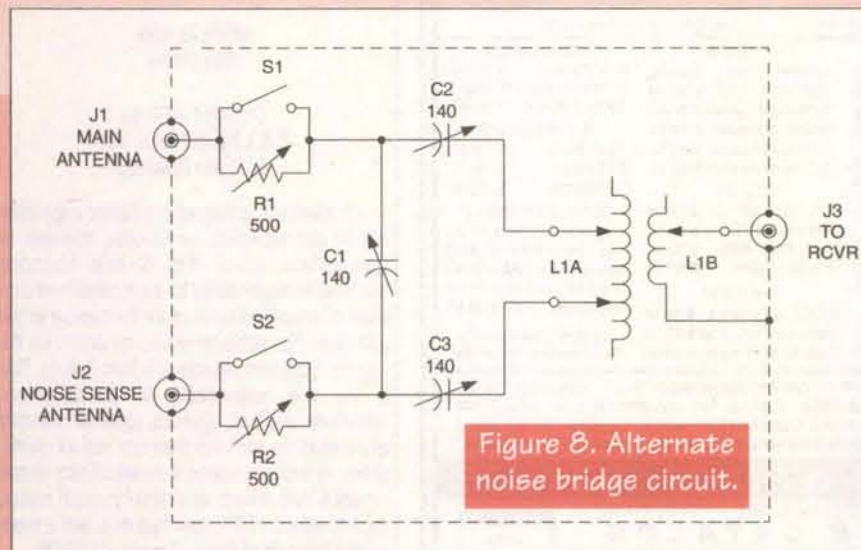 S1
C2
140
J1
MAIN
ANTENNA
R1
500
C1
140
L1A
L1B
J3
TO
RCVR
S2
C3
140
J2
NOISE SENSE
ANTENNA
R2
500
Figure 8. Alternate
noise bridge circuit.